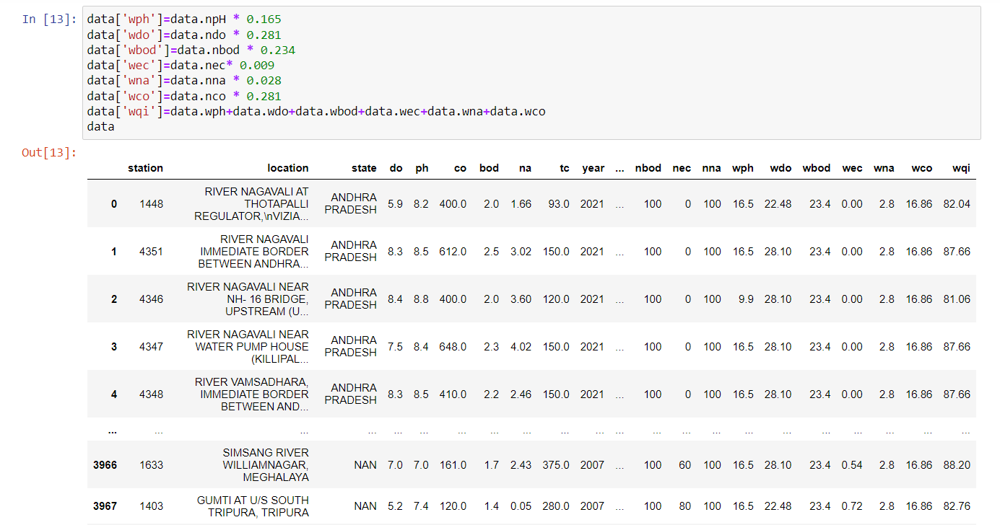 In [13]:
data['wph']=data.npH * 0.165
data['wdo']=data.ndo * 0.281
data['wbod']=data.nbod * 0.234
data['wec']=data.nec* 0.009
data['wna']=data.nna * 0.028
data['wco']=data.nco * 0.281
data['wqi']=data.wph+data.wdo+data.wbod+data.wec+data.wna+data.wco
data
Out[13]:
station location state do ph co bod na tc year ... nbod nec nna wph wdo wbod wec wna wco wqi
RIVER NAGAVALI AT
0 1448 THOTAPALLI ANDHRA PRADESH 5.9 8.2 400.0 2.0 1.66 93.0 2021 ... 100 0 100 16.5 22.48 23.4 0.00 2.8 16.86 82.04
REGULATOR,\nVIZIA...
RIVER NAGAVALI
1 4351 IMMEDIATE BORDER ANDHRA PRADESH 8.3 8.5 612.0 2.5 3.02 150.0 2021 ... 100 0 100 16.5 28.10 23.4 0.00 2.8 16.86 87.66
BETWEEN ANDHRA...
RIVER NAGAVALI NEAR
2 4346 NH- 16 BRIDGE, ANDHRA PRADESH 8.4 8.8 400.0 2.0 3.60 120.0 2021 ... 100 0 100 9.9 28.10 23.4 0.00 2.8 16.86 81.06
UPSTREAM (U...
RIVER NAGAVALI NEAR
3 4347 WATER PUMP HOUSE ANDHRA PRADESH 7.5 8.4 648.0 2.3 4.02 150.0 2021 ... 100 0 100 16.5 28.10 23.4 0.00 2.8 16.86 87.66
(KILLIPAL...
RIVER VAMSADHARA,
4 4348 IMMEDIATE BORDER ANDHRA PRADESH 8.3 8.5 410.0 2.2 2.46 150.0 2021 ... 100 0 100 16.5 28.10 23.4 0.00 2.8 16.86 87.66
BETWEEN AND...
... ... ... ... ... ... ... ... ... ... ... ... ... ... ... ... ... ... ... ... ... ...
SIMSANG RIVER
3966 1633 WILLIAMNAGAR, NAN 7.0 7.0 161.0 1.7 2.43 375.0 2007 ... 100 60 100 16.5 28.10 23.4 0.54 2.8 16.86 88.20
MEGHALAYA
GUMTI AT U/S SOUTH
3967 1403 TRIPURA, TRIPURA NAN 5.2 7.4 120.0 1.4 0.05 280.0 2007 ... 100 80 100 16.5 22.48 23.4 0.72 2.8 16.86 82.76